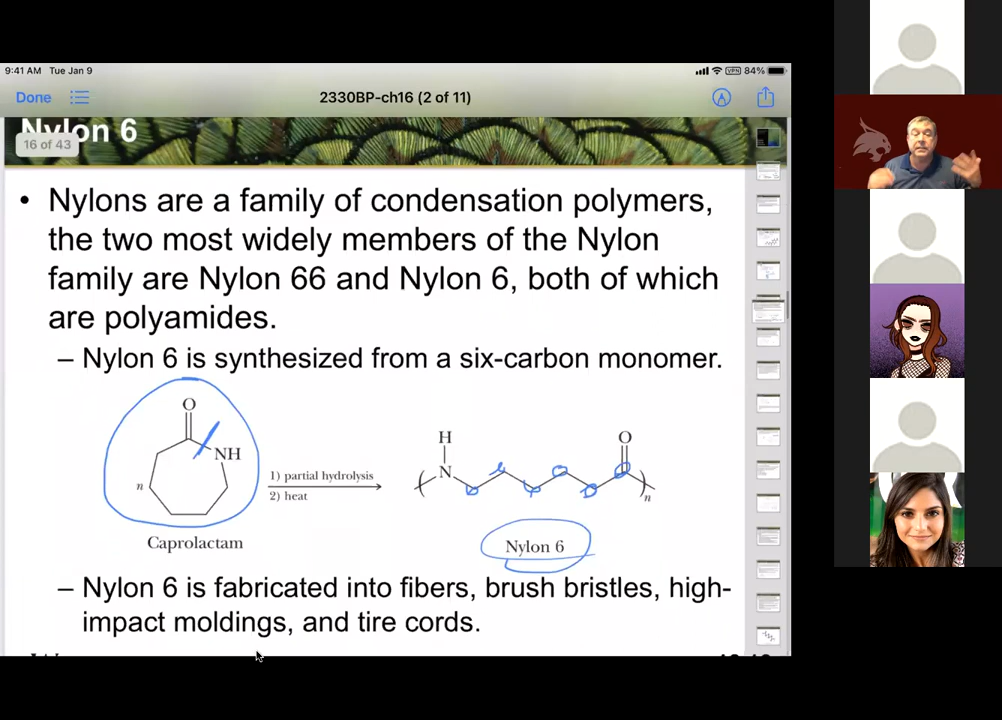 9:41 AM Tue Jan 9
VPN 84%
Done
2330BP-ch16 (2 of 11)
Nylon 6
16 of 43
• Nylons are a family of condensation polymers,
the two most widely members of the Nylon
family are Nylon 66 and Nylon 6, both of which
are polyamides.
– Nylon 6 is synthesized from a six-carbon monomer.
O
NH
n
Caprolactam
1) partial hydrolysis
2) heat
H
N
O
n
Nylon 6
– Nylon 6 is fabricated into fibers, brush bristles, high-
impact moldings, and tire cords.